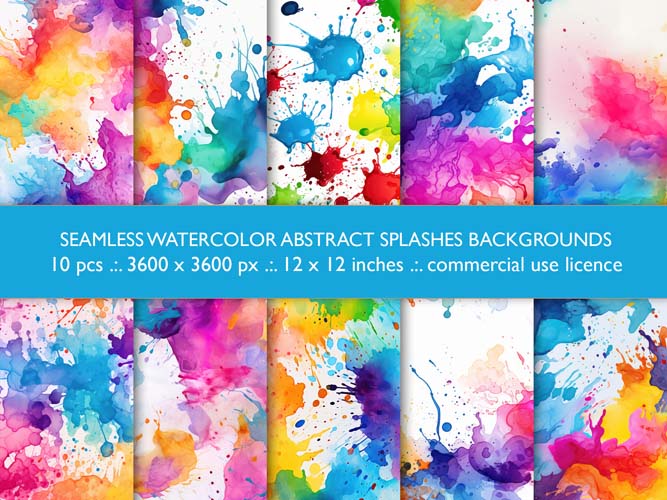 SEAMLESS WATERCOLOR ABSTRACT SPLASHES BACKGROUNDS
10 pcs .:. 3600 x 3600 px .:. 12 x 12 inches .:. commercial use licence